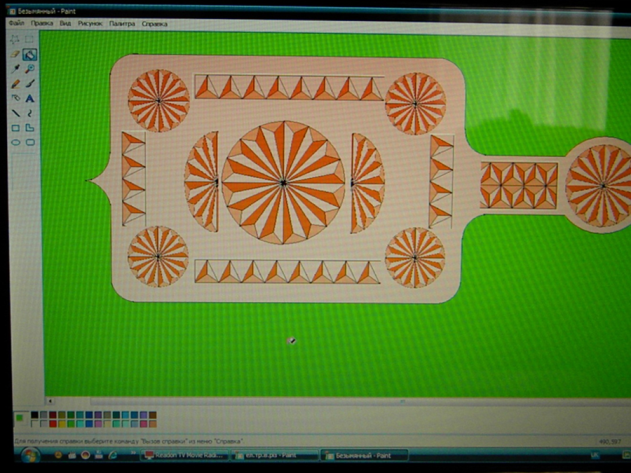 Безымянный - Paint
Файл Правка Вид Рисунок Палитра Справка
Для получения справки выберите команду "Вызов справки" из меню "Справка".
Безымянный - Paint